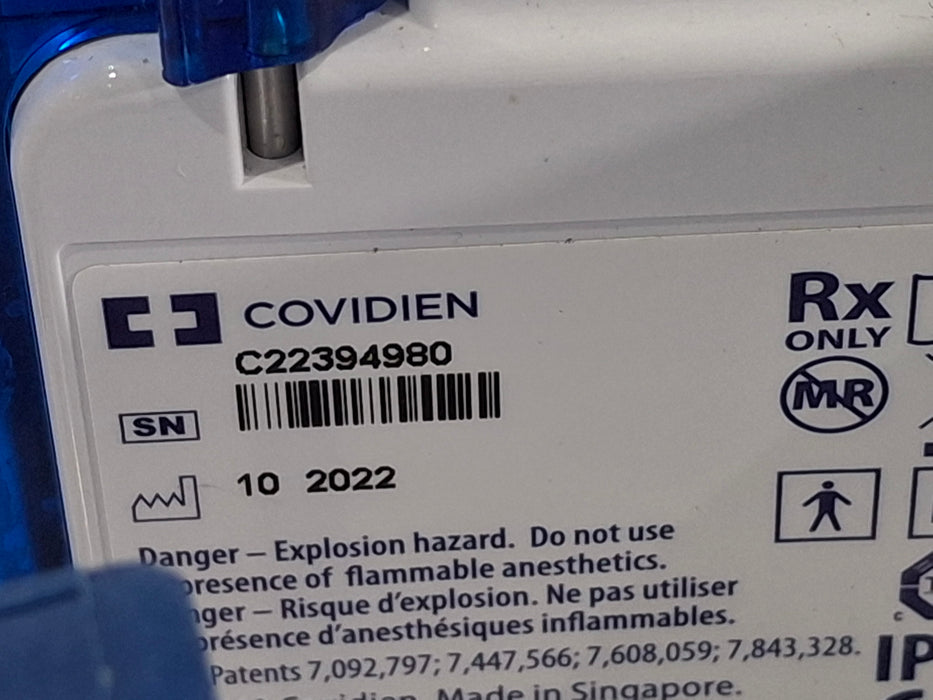 COVIDIEN
C22394980
SN
10 2022
Rx
ONLY
MR
Danger – Explosion hazard. Do not use
presence of flammable anesthetics.
– Risque d'explosion. Ne pas utiliser
présence d'anesthésiques inflammables.
Patents 7,092,797; 7,447,566; 7,608,059; 7,843,328.
Covidien. Made in Singapore.
IP